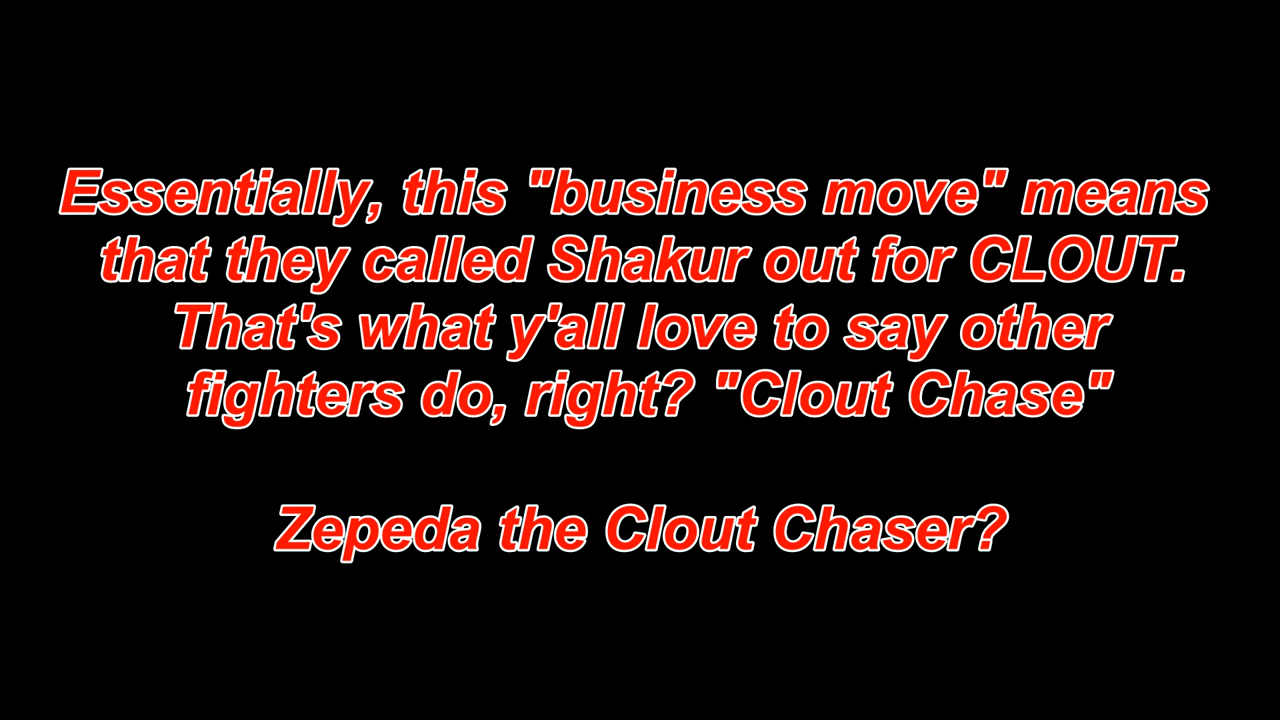 Essentially, this "business move" means
that they called Shakur out for CLOUT.
That's what y'all love to say other
fighters do, right? "Clout Chase"
Zepeda the Clout Chaser?